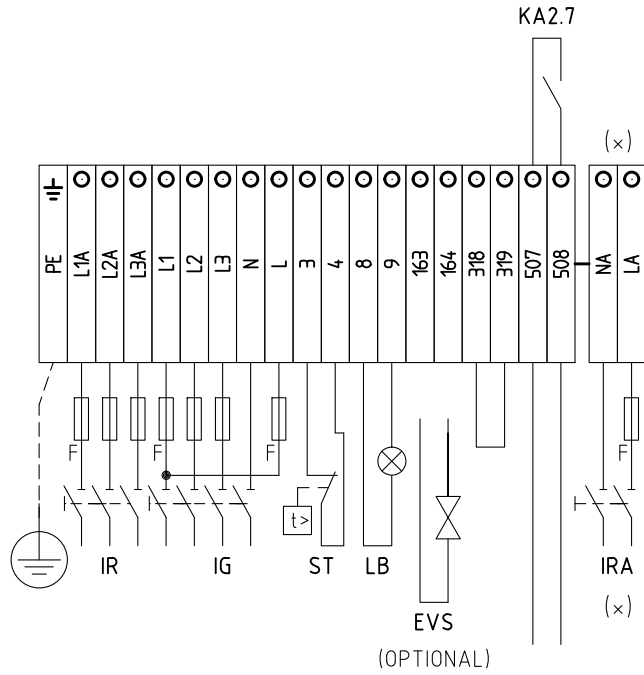 KA2.7
(x)
PE L1A L2A L3A L1 L2 L3 N L 3 4 8 9 163 164 318 319 507 508 NA LA
F F F F
t>
IR IG ST LB IRA
EVS (x)
(OPTIONAL)